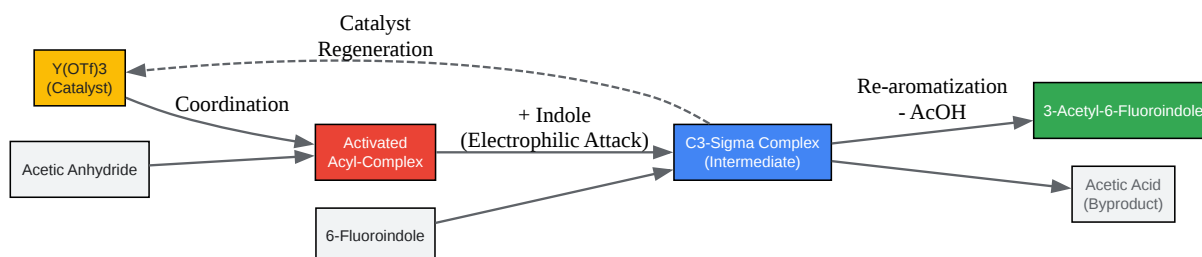 Catalyst
Regeneration
Y(OTf)3
(Catalyst)
Coordination
Acetic Anhydride
Activated
Acyl-Complex
+ Indole
(Electrophilic Attack)
6-Fluoroindole
C3-Sigma Complex
(Intermediate)
Re-aromatization
- AcOH
3-Acetyl-6-Fluoroindole
Acetic Acid
(Byproduct)